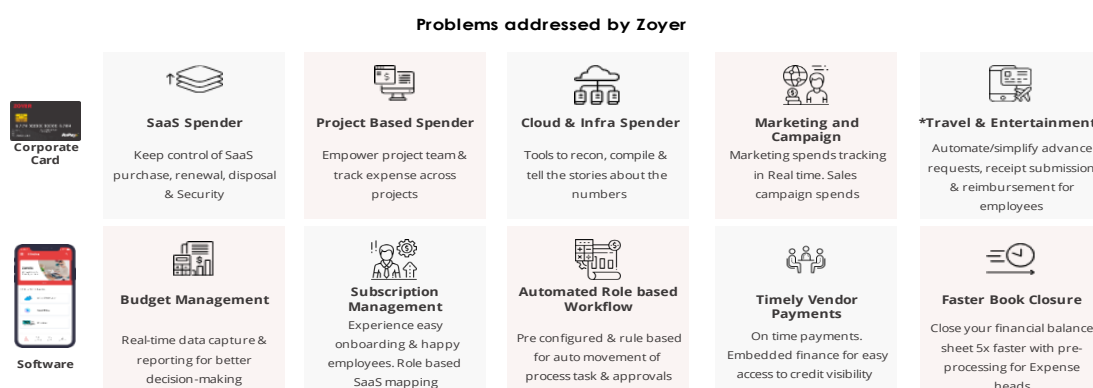 Problems addressed by Zoyer
Corporate
Card
SaaS Spender
Keep control of SaaS
purchase, renewal, disposal
& Security
Project Based Spender
Empower project team &
track expense across
projects
Cloud & Infra Spender
Tools to recon, compile &
tell the stories about the
numbers
Marketing and
Campaign
Marketing spends tracking
in Real time. Sales
campaign spends
*Travel & Entertainment
Automate/simplify advance
requests, receipt submission
& reimbursement for
employees
Software
Budget Management
Real-time data capture &
reporting for better
decision-making
Subscription
Management
Experience easy
onboarding & happy
employees. Role based
SaaS mapping
Automated Role based
Workflow
Pre configured & rule based
for auto movement of
process task & approvals
Timely Vendor
Payments
On time payments.
Embedded finance for easy
access to credit visibility
Faster Book Closure
Close your financial balance
sheet 5x faster with pre-
processing for Expense
heads